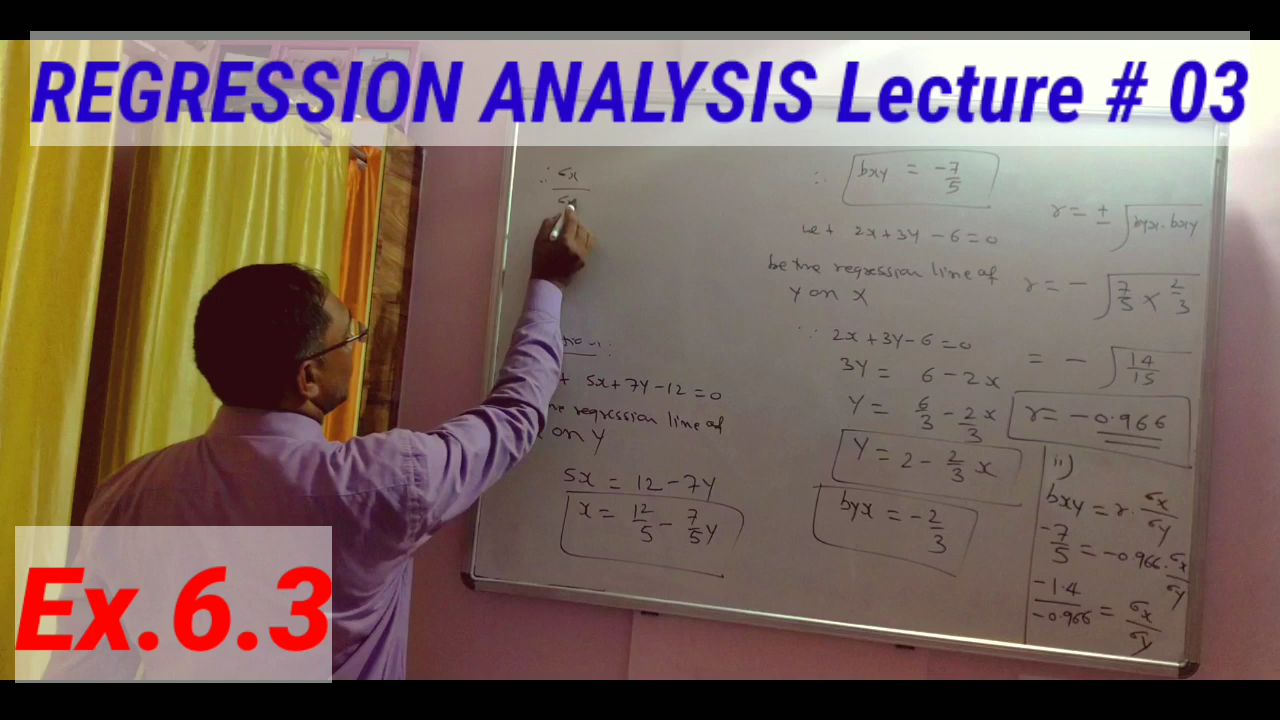 REGRESSION ANALYSIS Lecture # 03
Ex.6.3
∴ σx
5x+7y-12=0
regression line of
on y
5x = 12-7y
x = 12/5 - 7/5 y
∴ bxy = -7/5
let 2x+3y-6=0
be the regression line of
y on x
∵ 2x+3y-6=0
3y = 6-2x
y = 6/3 - 2/3 x
y = 2 - 2/3 x
byx = -2/3
r = ± √byx.bxy
r = - √7/5 × 2/3
= - √14/15
r = -0.966
ii)
bxy = r. σx/σy
-7/5 = -0.966. σx/σy
-1.4/-0.966 = σx/σy